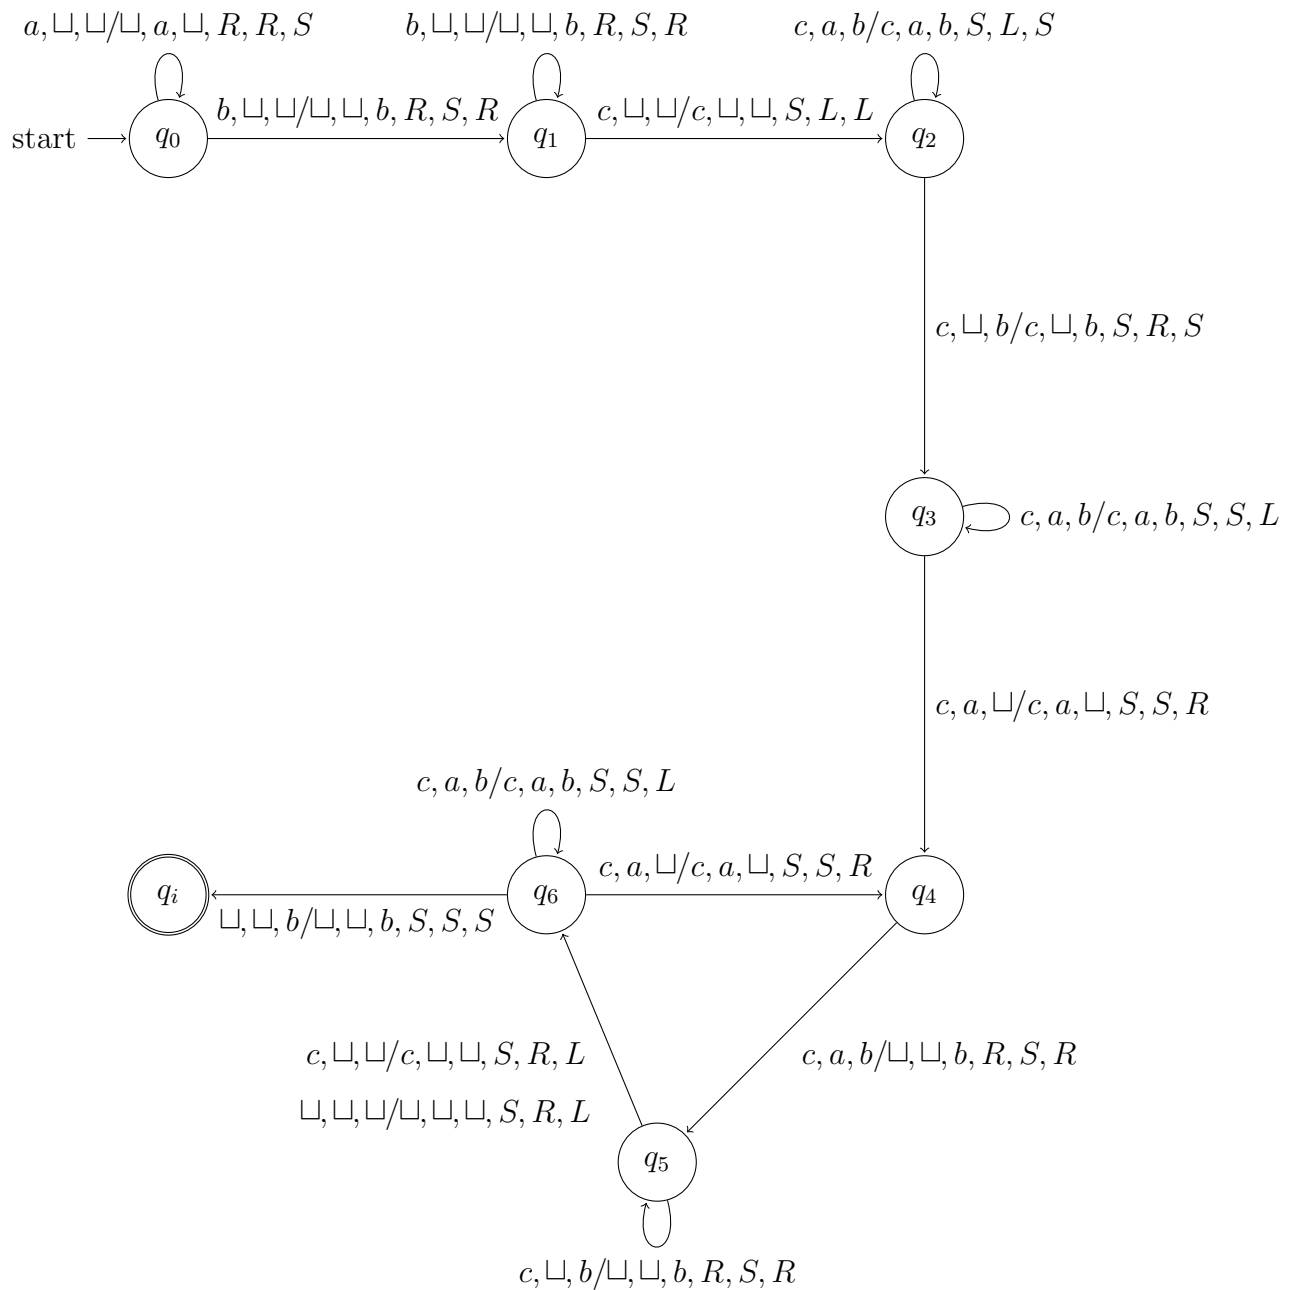 a, ⊔, ⊔/⊔, a, ⊔, R, R, S
b, ⊔, ⊔/⊔, ⊔, b, R, S, R
c, a, b/c, a, b, S, L, S
start
q₀
b, ⊔, ⊔/⊔, ⊔, b, R, S, R
q₁
c, ⊔, ⊔/c, ⊔, ⊔, S, L, L
q₂
c, ⊔, b/c, ⊔, b, S, R, S
q₃
c, a, b/c, a, b, S, S, L
c, a, ⊔/c, a, ⊔, S, S, R
c, a, b/c, a, b, S, S, L
qᵢ
⊔, ⊔, b/⊔, ⊔, b, S, S, S
q₆
c, a, ⊔/c, a, ⊔, S, S, R
q₄
c, ⊔, ⊔/c, ⊔, ⊔, S, R, L
⊔, ⊔, ⊔/⊔, ⊔, ⊔, S, R, L
c, a, b/⊔, ⊔, b, R, S, R
q₅
c, ⊔, b/⊔, ⊔, b, R, S, R